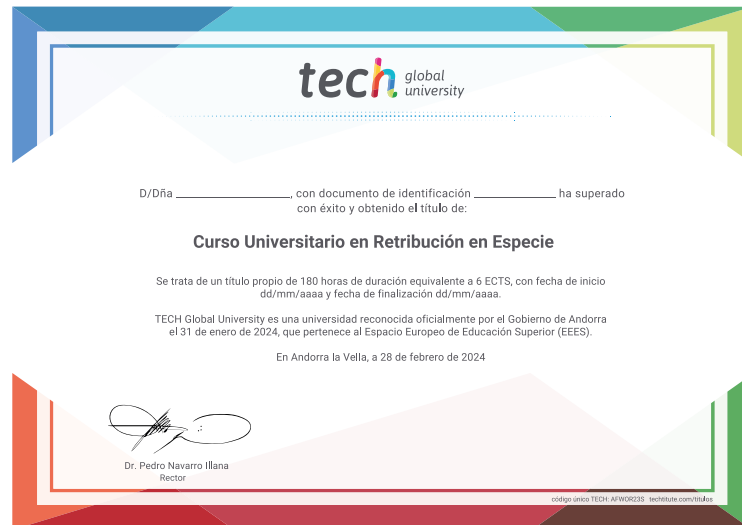 tech global university
D/Dña ____________________, con documento de identificación ______________ ha superado
con éxito y obtenido el título de:
Curso Universitario en Retribución en Especie
Se trata de un título propio de 180 horas de duración equivalente a 6 ECTS, con fecha de inicio
dd/mm/aaaa y fecha de finalización dd/mm/aaaa.
TECH Global University es una universidad reconocida oficialmente por el Gobierno de Andorra
el 31 de enero de 2024, que pertenece al Espacio Europeo de Educación Superior (EEES).
En Andorra la Vella, a 28 de febrero de 2024
Dr. Pedro Navarro Illana
Rector
código único TECH: AFWOR23S techtitute.com/titulos